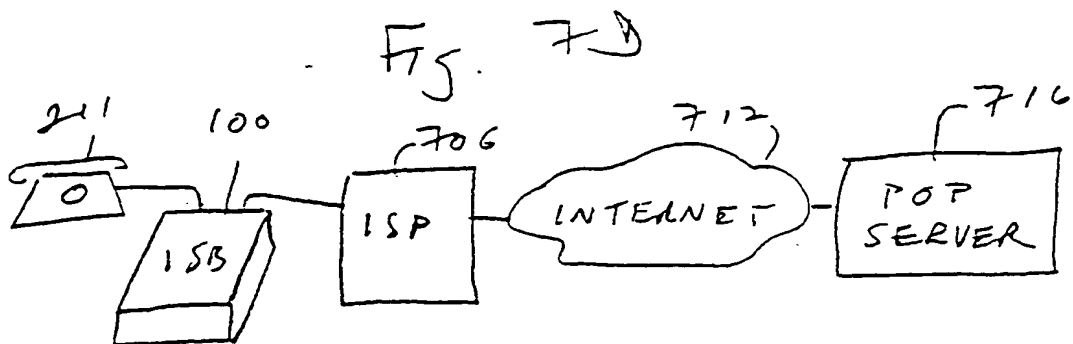 Fig. 7D
211
100
706
712
716
ISB
ISP
INTERNET
POP
SERVER